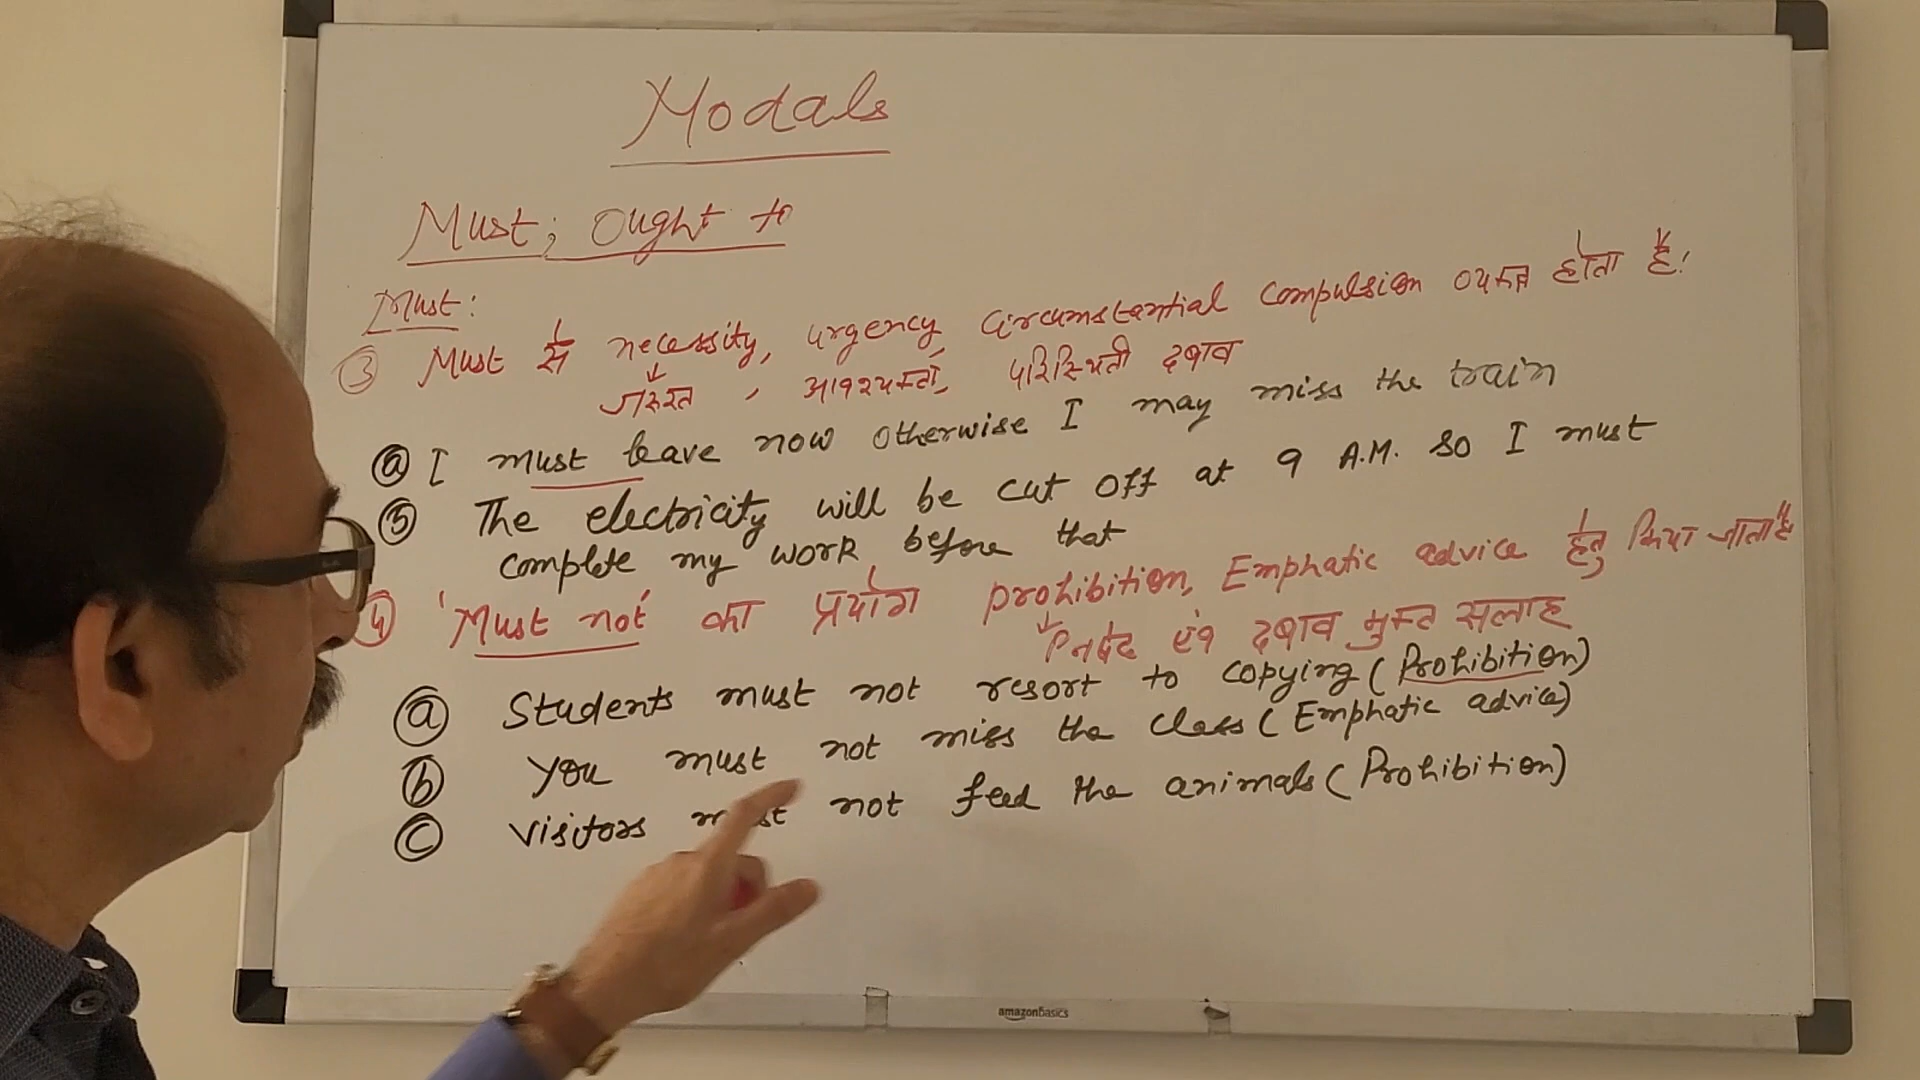 Modals
Must; Ought to
Must:
③ Must से necessity, urgency, circumstantial compulsion व्यक्त होता है।
जरूरत, आवश्यकता, परिस्थिती दबाव
ⓐ I must leave now otherwise I may miss the train
ⓑ The electricity will be cut off at 9 A.M. so I must
complete my work before that
④ 'Must not' का प्रयोग prohibition, Emphatic advice हेतु किया जाता है
एवं दबाव मुक्त सलाह
ⓐ Students must not resort to copying (Prohibition)
ⓑ You must not miss the class (Emphatic advice)
ⓒ Visitors must not feed the animals (Prohibition)
amazonbasics